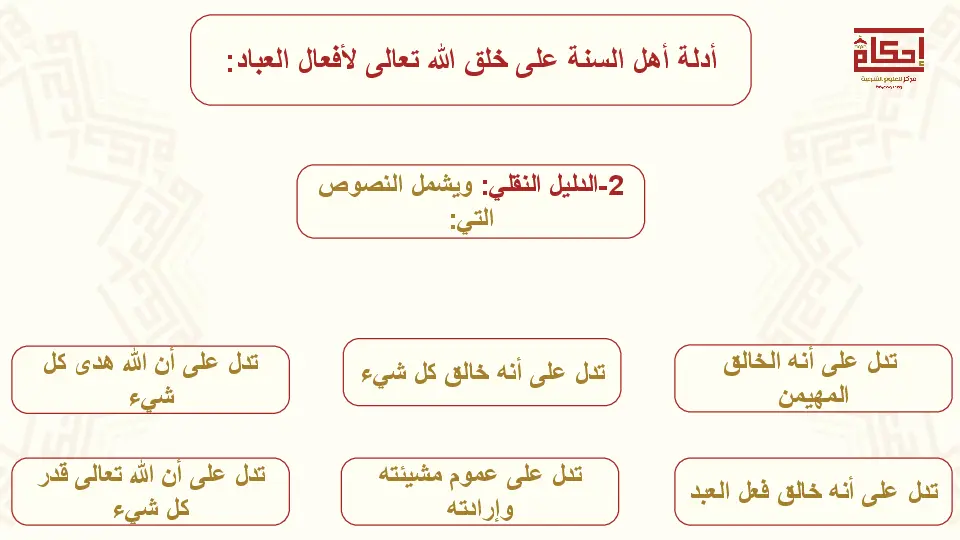 أدلة أهل السنة على خلق الله تعالى لأفعال العباد:
إحكام
مركز للعلوم الشرعية
2-الدليل النقلي: ويشمل النصوص
التي:
تدل على أنه الخالق
المهيمن
تدل على أنه خالق كل شيء
تدل على أن الله هدى كل
شيء
تدل على أنه خالق فعل العبد
تدل على عموم مشيئته
وإرادته
تدل على أن الله تعالى قدر
كل شيء